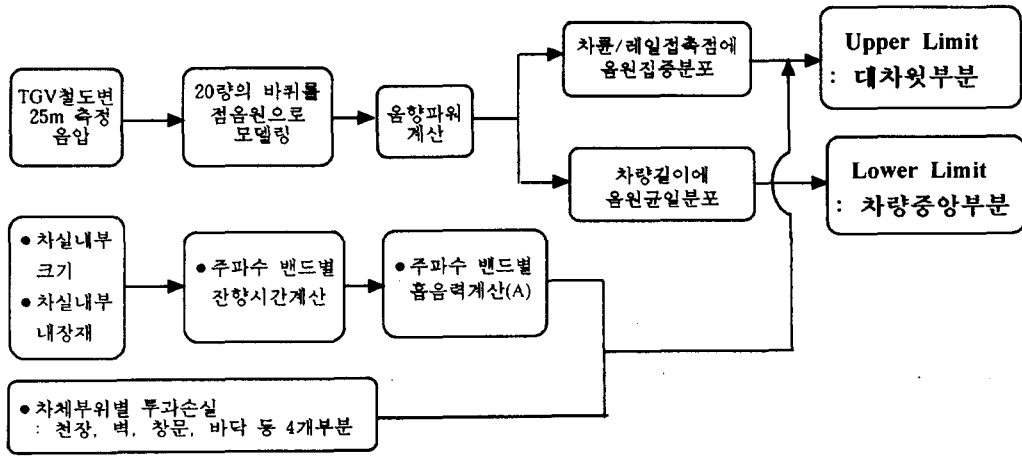 TGV철도변
25m 측정
음압
20량의 바퀴를
점음원으로
모델링
음향파워
계산
차륜/레일접촉점에
음원집중분포
Upper Limit
: 대차윗부분
차량길이에
음원균일분포
Lower Limit
: 차량중앙부분
● 차실내부
크기
● 차실내부
내장재
● 주파수 밴드별
잔향시간계산
● 주파수 밴드별
흡음력계산(A)
● 차체부위별 투과손실
: 천장, 벽, 창문, 바닥 등 4개부분